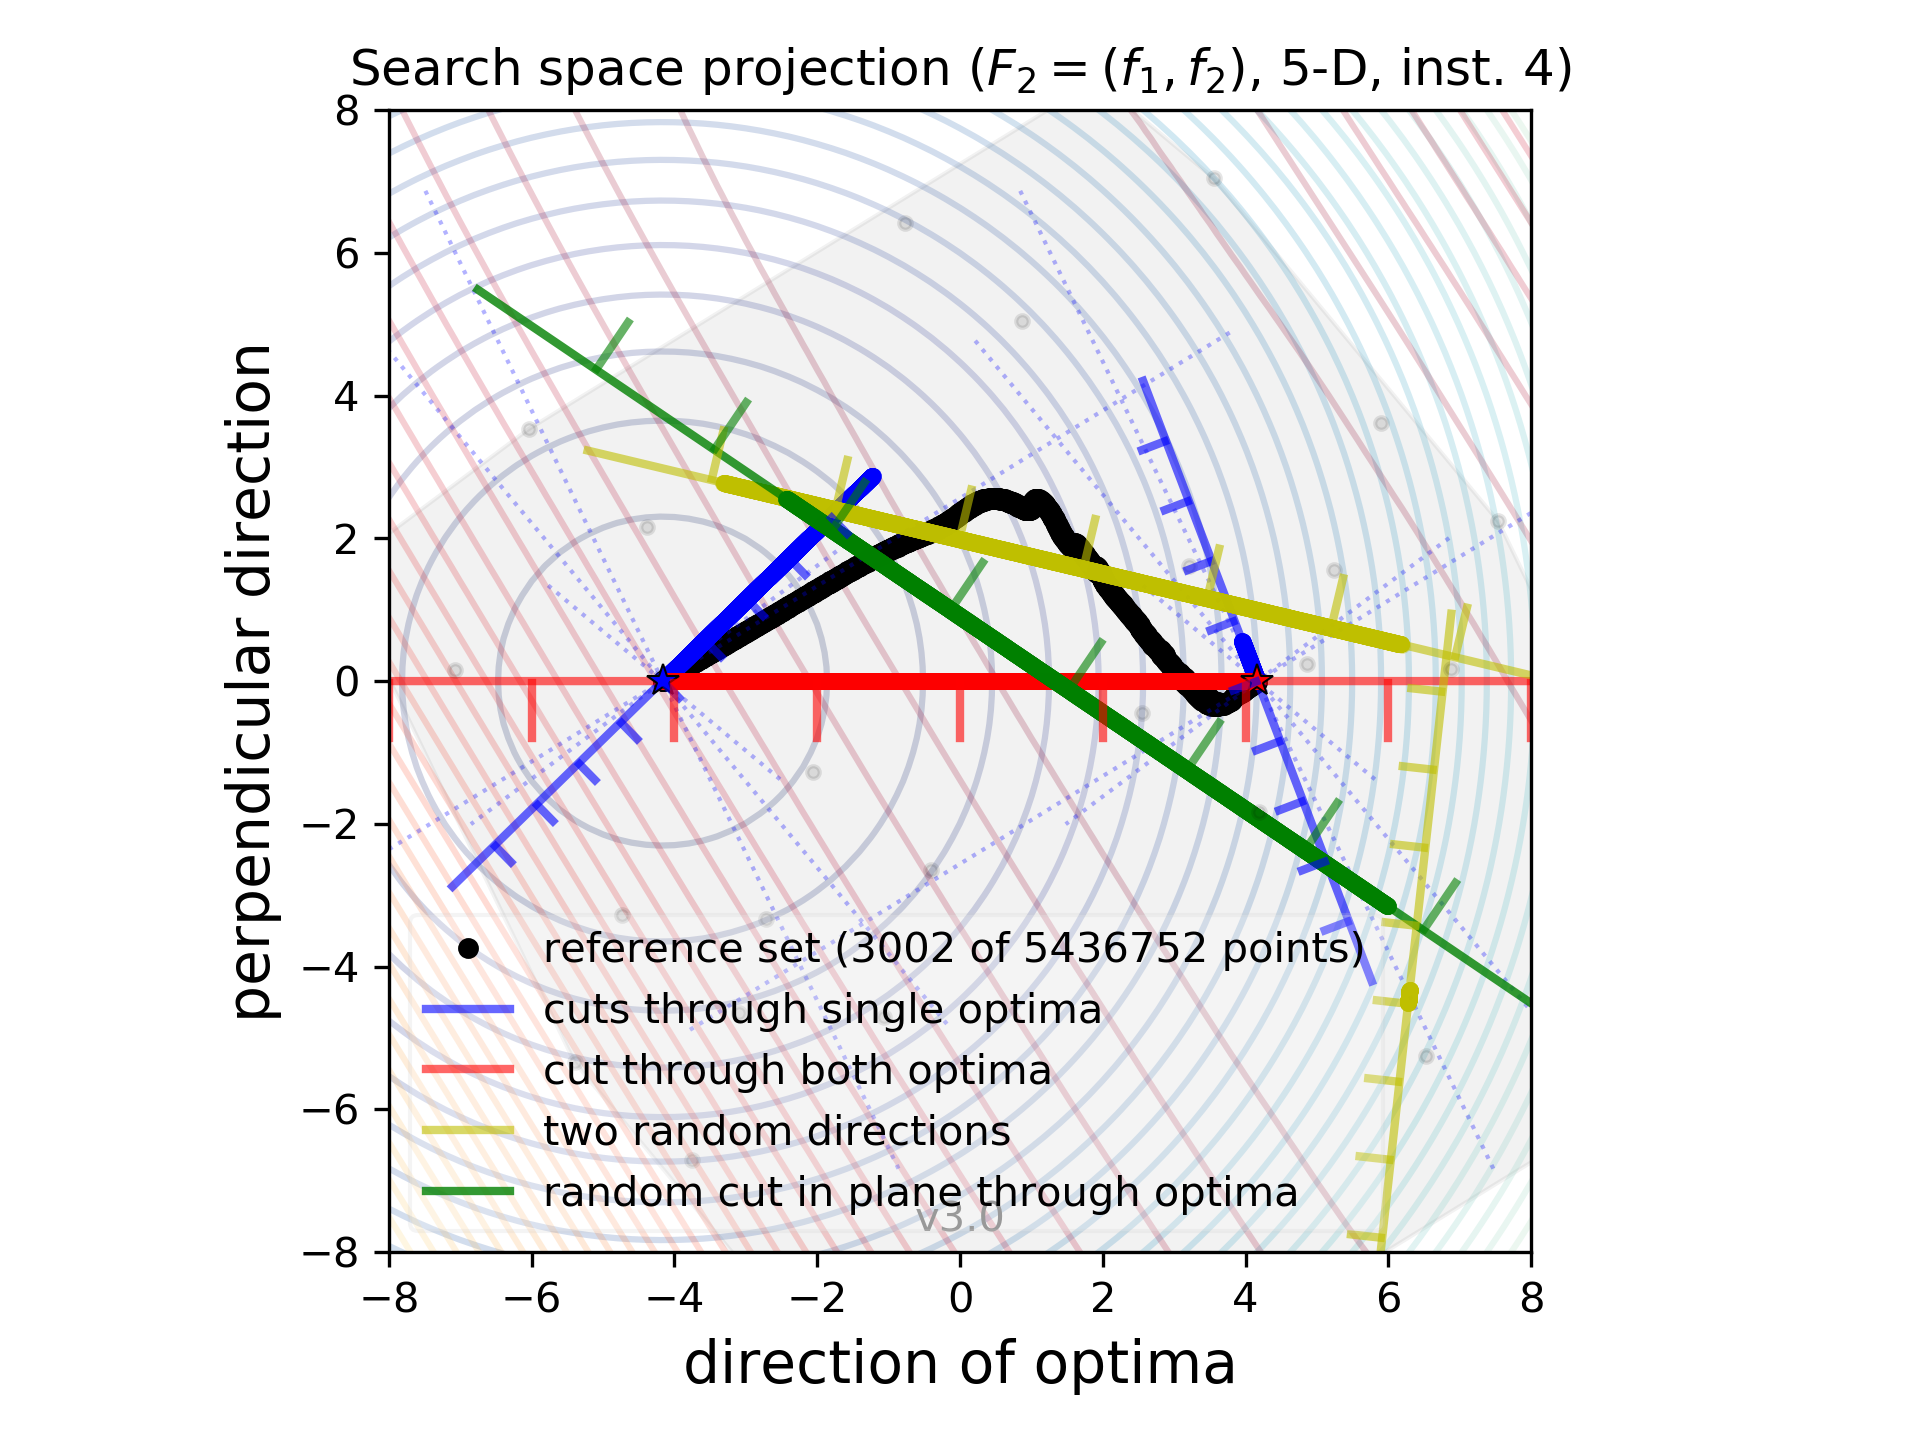 Search space projection (F₂ = (f₁, f₂), 5-D, inst. 4)
8
6
4
2
0
−2
−4
−6
−8
perpendicular direction
reference set (3002 of 5436752 points)
cuts through single optima
cut through both optima
two random directions
random cut in plane through optima
v3.0
−8 −6 −4 −2 0 2 4 6 8
direction of optima